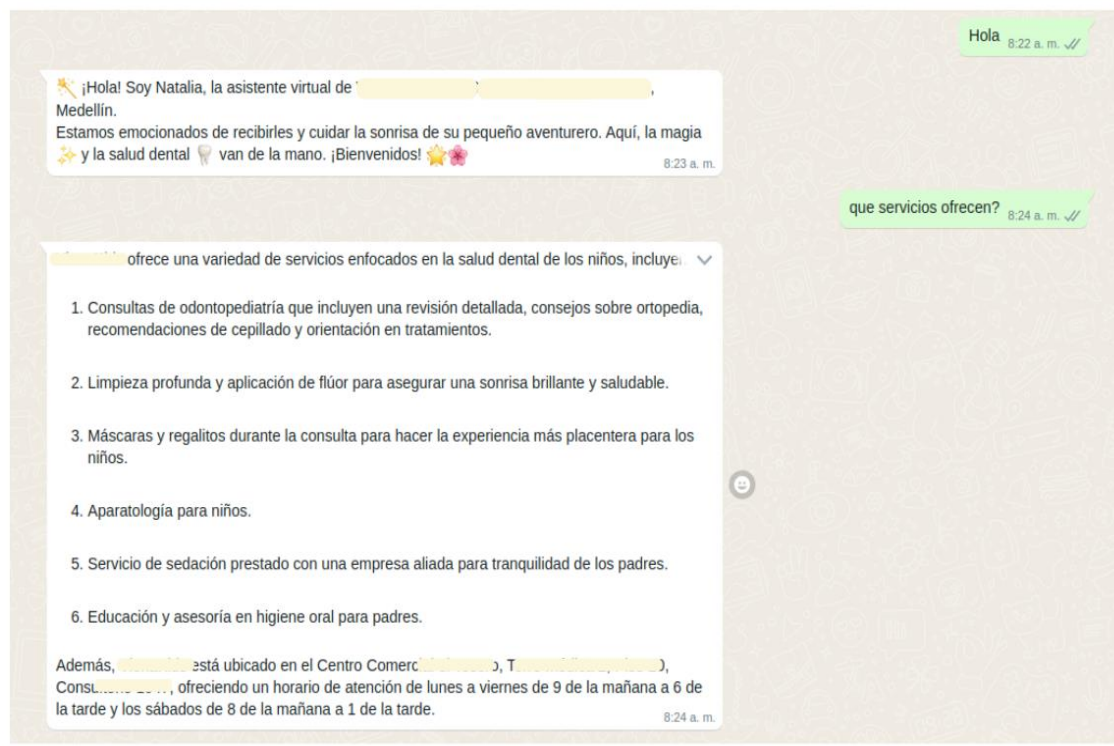 Hola 8:22 a. m.
¡Hola! Soy Natalia, la asistente virtual de ,
Medellín.
Estamos emocionados de recibirles y cuidar la sonrisa de su pequeño aventurero. Aquí, la magia
y la salud dental van de la mano. ¡Bienvenidos!
8:23 a. m.
que servicios ofrecen? 8:24 a. m.
ofrece una variedad de servicios enfocados en la salud dental de los niños,
1. Consultas de odontopediatría que incluyen una revisión detallada, consejos sobre ortopedia,
recomendaciones de cepillado y orientación en tratamientos.
2. Limpieza profunda y aplicación de flúor para asegurar una sonrisa brillante y saludable.
3. Máscaras y regalitos durante la consulta para hacer la experiencia más placentera para los
niños.
4. Aparatología para niños.
5. Servicio de sedación prestado con una empresa aliada para tranquilidad de los padres.
6. Educación y asesoría en higiene oral para padres.
Además, está ubicado en el Centro
, ofreciendo un horario de atención de lunes a viernes de 9 de la mañana a 6 de
la tarde y los sábados de 8 de la mañana a 1 de la tarde.
8:24 a. m.